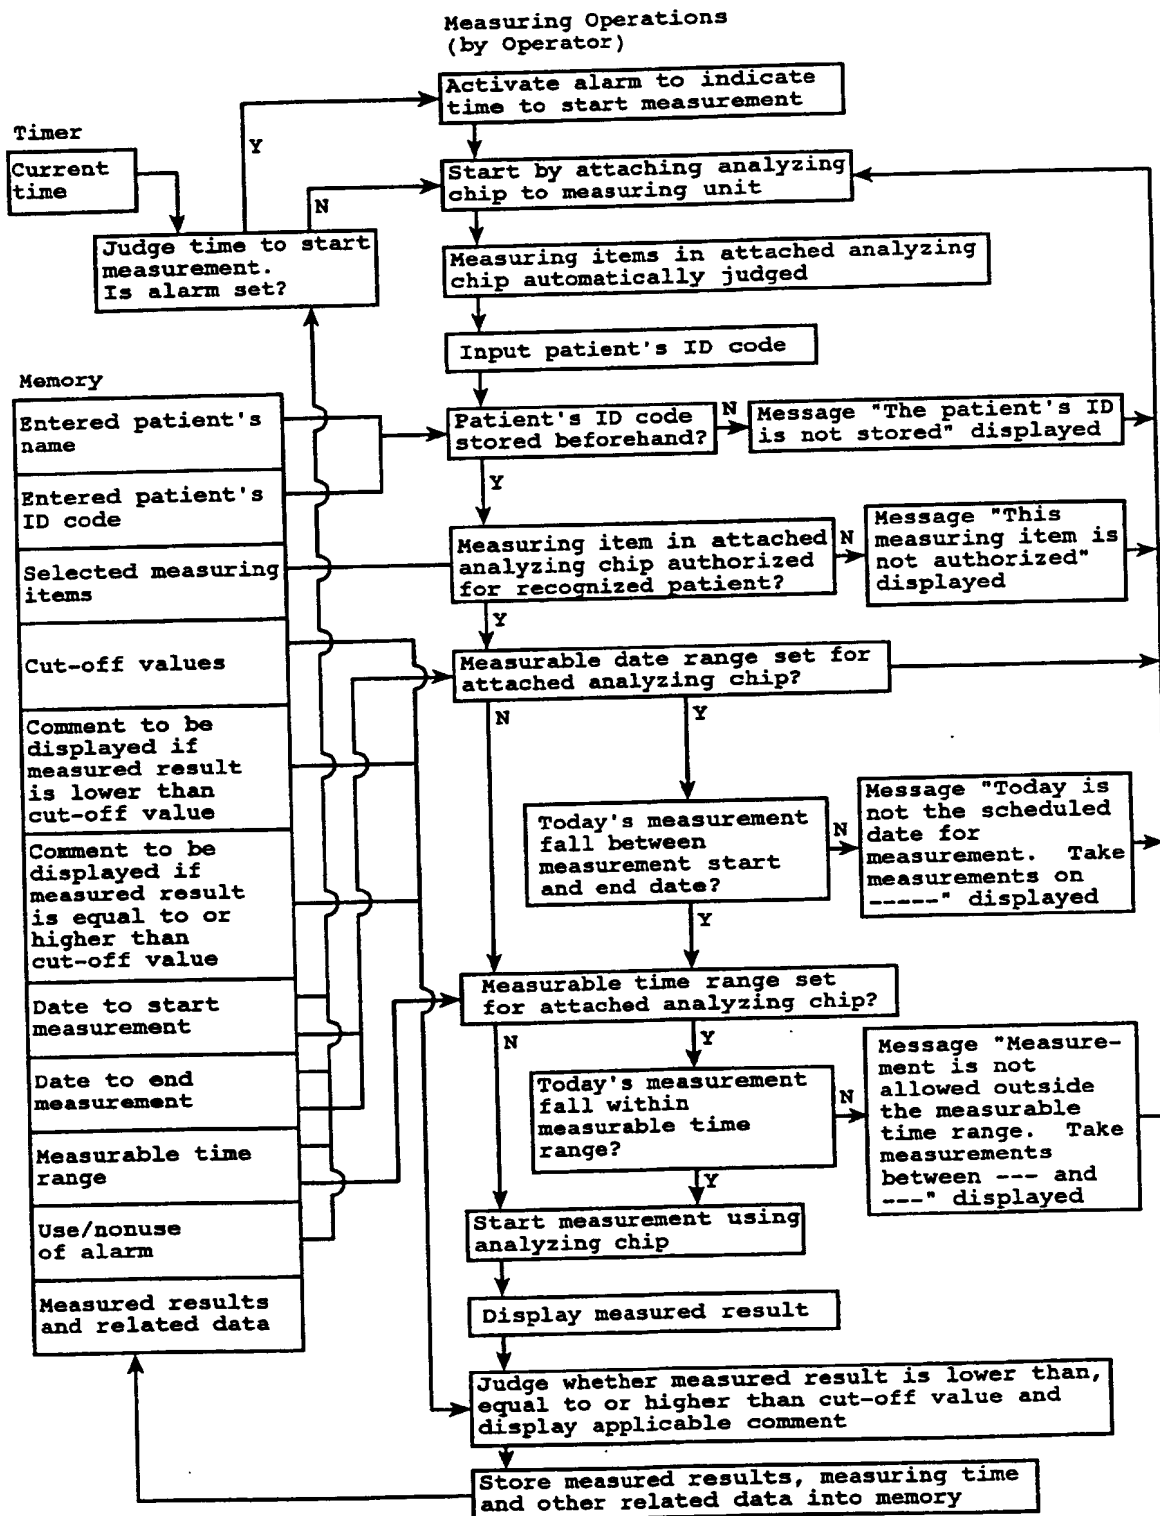 Measuring Operations
(by Operator)
Activate alarm to indicate
time to start measurement
Timer
Y
Current
time
Start by attaching analyzing
chip to measuring unit
N
Judge time to start
measurement.
Is alarm set?
Measuring items in attached analyzing
chip automatically judged
Input patient's ID code
Memory
Entered patient's
name
Patient's ID code
stored beforehand?
N
Message "The patient's ID
is not stored" displayed
Y
Entered patient's
ID code
Selected measuring
items
Measuring item in attached
analyzing chip authorized
for recognized patient?
N
Message "This
measuring item is
not authorized"
displayed
Y
Cut-off values
Measurable date range set for
attached analyzing chip?
N
Y
Comment to be
displayed if
measured result
is lower than
cut-off value
Today's measurement
fall between
measurement start
and end date?
N
Message "Today is
not the scheduled
date for
measurement. Take
measurements on
-----" displayed
Y
Comment to be
displayed if
measured result
is equal to or
higher than
cut-off value
Date to start
measurement
Measurable time range set
for attached analyzing chip?
N
Y
Date to end
measurement
Today's measurement
fall within
measurable time
range?
N
Message "Measure-
ment is not
allowed outside
the measurable
time range. Take
measurements
between --- and
---" displayed
Y
Measurable time
range
Use/nonuse
of alarm
Start measurement using
analyzing chip
Measured results
and related data
Display measured result
Judge whether measured result is lower than,
equal to or higher than cut-off value and
display applicable comment
Store measured results, measuring time
and other related data into memory